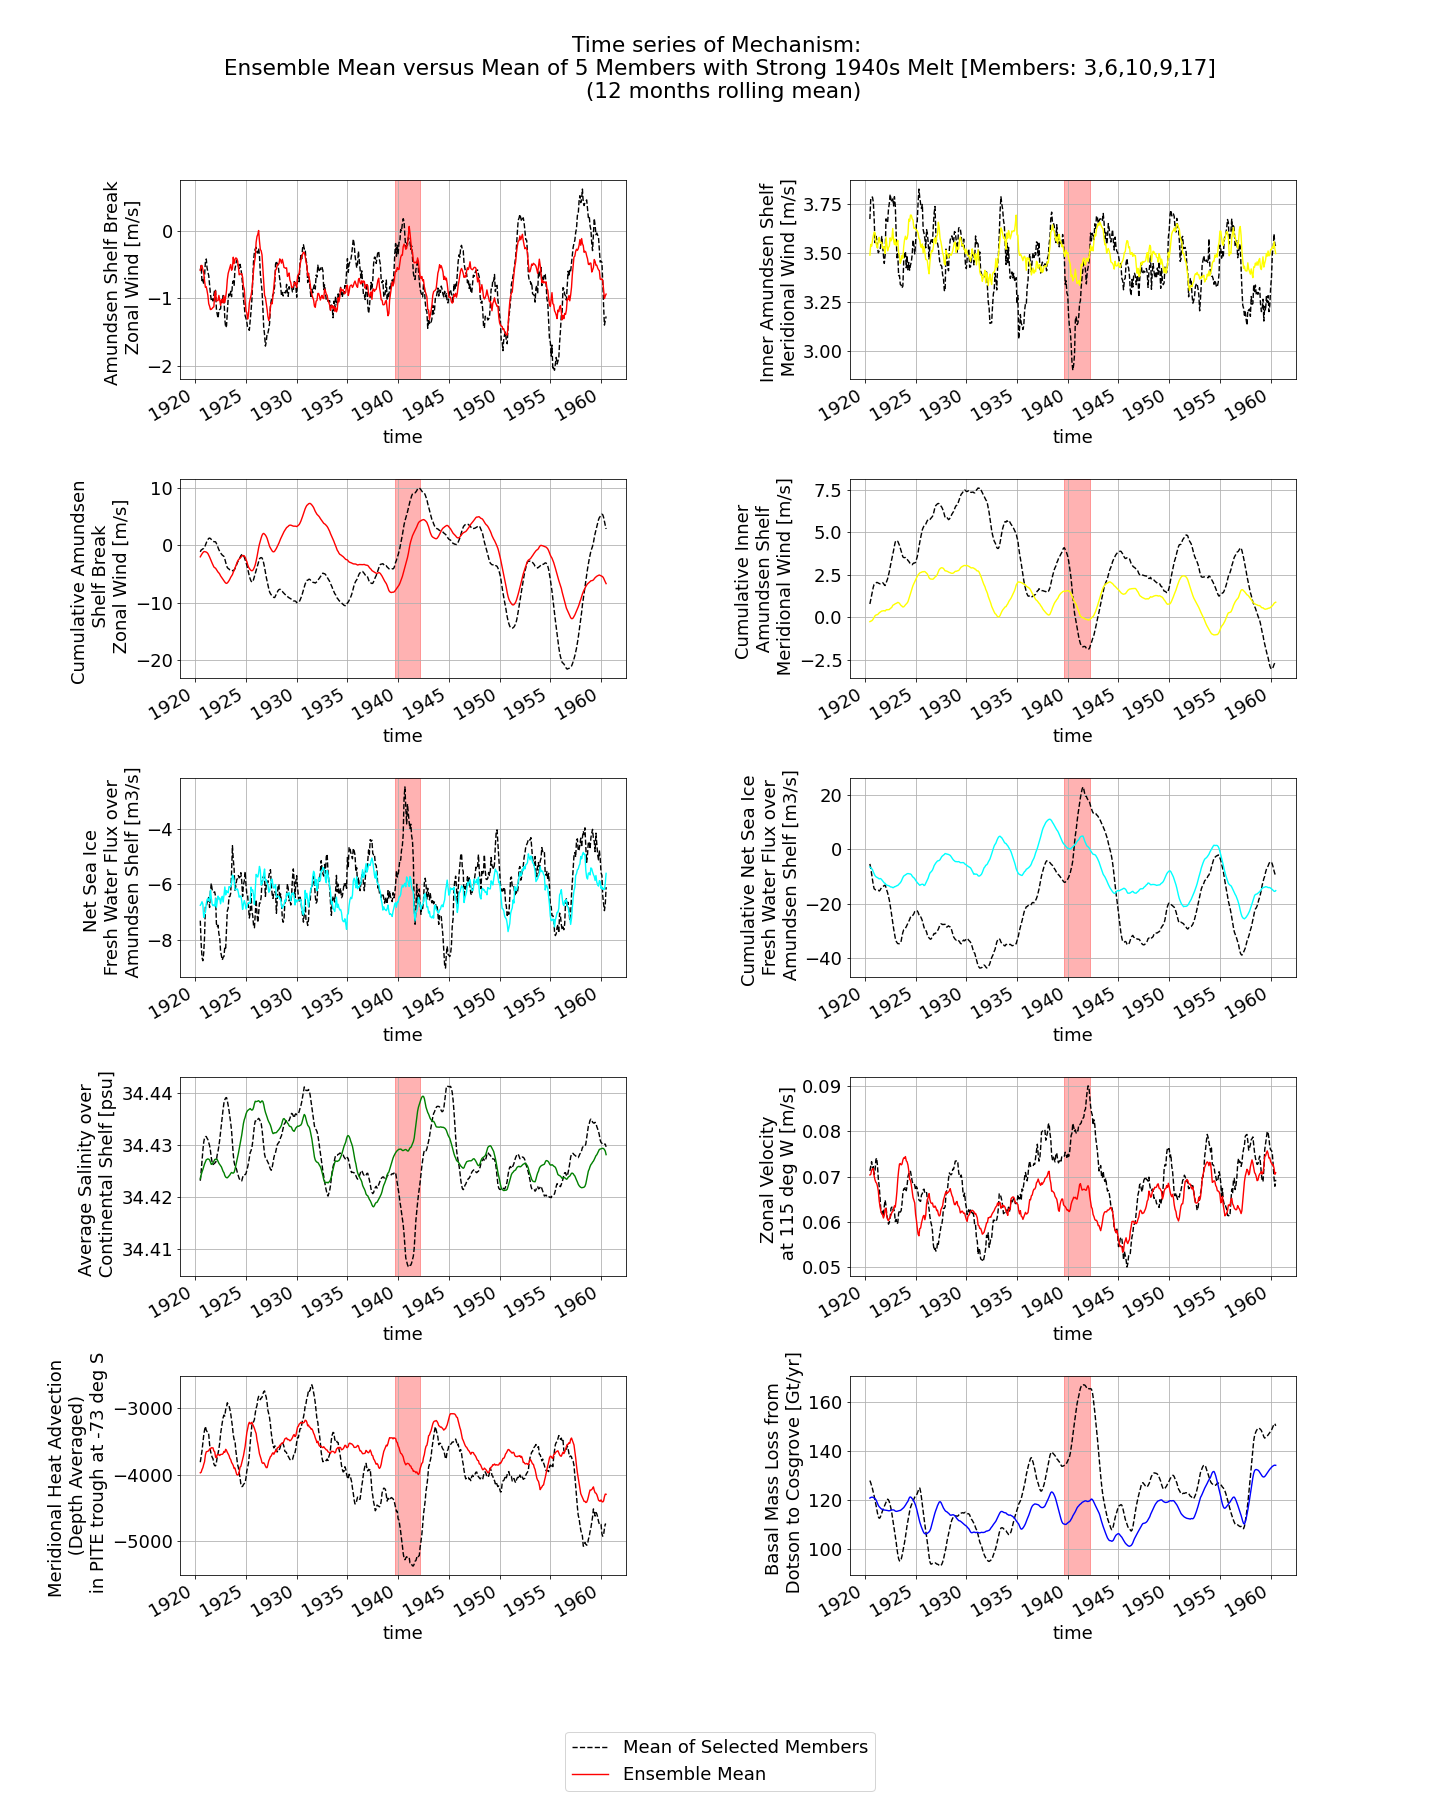 Time series of Mechanism:
Ensemble Mean versus Mean of 5 Members with Strong 1940s Melt [Members: 3,6,10,9,17]
(12 months rolling mean)
Amundsen Shelf Break
Zonal Wind [m/s]
0
−1
−2
1920 1925 1930 1935 1940 1945 1950 1955 1960
time
Inner Amundsen Shelf
Meridional Wind [m/s]
3.75
3.50
3.25
3.00
1920 1925 1930 1935 1940 1945 1950 1955 1960
time
Cumulative Amundsen
Shelf Break
Zonal Wind [m/s]
10
0
−10
−20
1920 1925 1930 1935 1940 1945 1950 1955 1960
time
Cumulative Inner
Amundsen Shelf
Meridional Wind [m/s]
7.5
5.0
2.5
0.0
−2.5
1920 1925 1930 1935 1940 1945 1950 1955 1960
time
Net Sea Ice
Fresh Water Flux over
Amundsen Shelf [m3/s]
−4
−6
−8
1920 1925 1930 1935 1940 1945 1950 1955 1960
time
Cumulative Net Sea Ice
Fresh Water Flux over
Amundsen Shelf [m3/s]
20
0
−20
−40
1920 1925 1930 1935 1940 1945 1950 1955 1960
time
Average Salinity over
Continental Shelf [psu]
34.44
34.43
34.42
34.41
1920 1925 1930 1935 1940 1945 1950 1955 1960
time
Zonal Velocity
at 115 deg W [m/s]
0.09
0.08
0.07
0.06
0.05
1920 1925 1930 1935 1940 1945 1950 1955 1960
time
Meridional Heat Advection
(Depth Averaged)
in PITE trough at -73 deg S
−3000
−4000
−5000
1920 1925 1930 1935 1940 1945 1950 1955 1960
time
Basal Mass Loss from
Dotson to Cosgrove [Gt/yr]
160
140
120
100
1920 1925 1930 1935 1940 1945 1950 1955 1960
time
Mean of Selected Members
Ensemble Mean